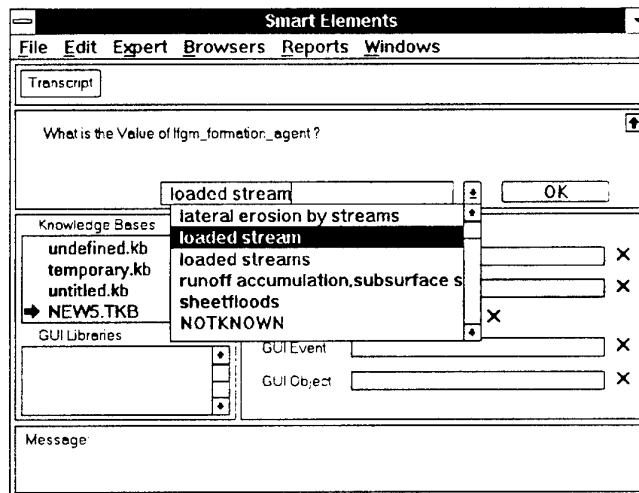 Smart Elements
File Edit Expert Browsers Reports Windows
Transcript
What is the Value of lfgm_formation_agent ?
loaded stream
OK
lateral erosion by streams
loaded stream
loaded streams
runoff accumulation,subsurface s
sheetfloods
NOTKNOWN
Knowledge Bases
undefined.kb
temporary.kb
untitled.kb
NEW5.TKB
GUI Libraries
GUI Event
GUI Object
Message: